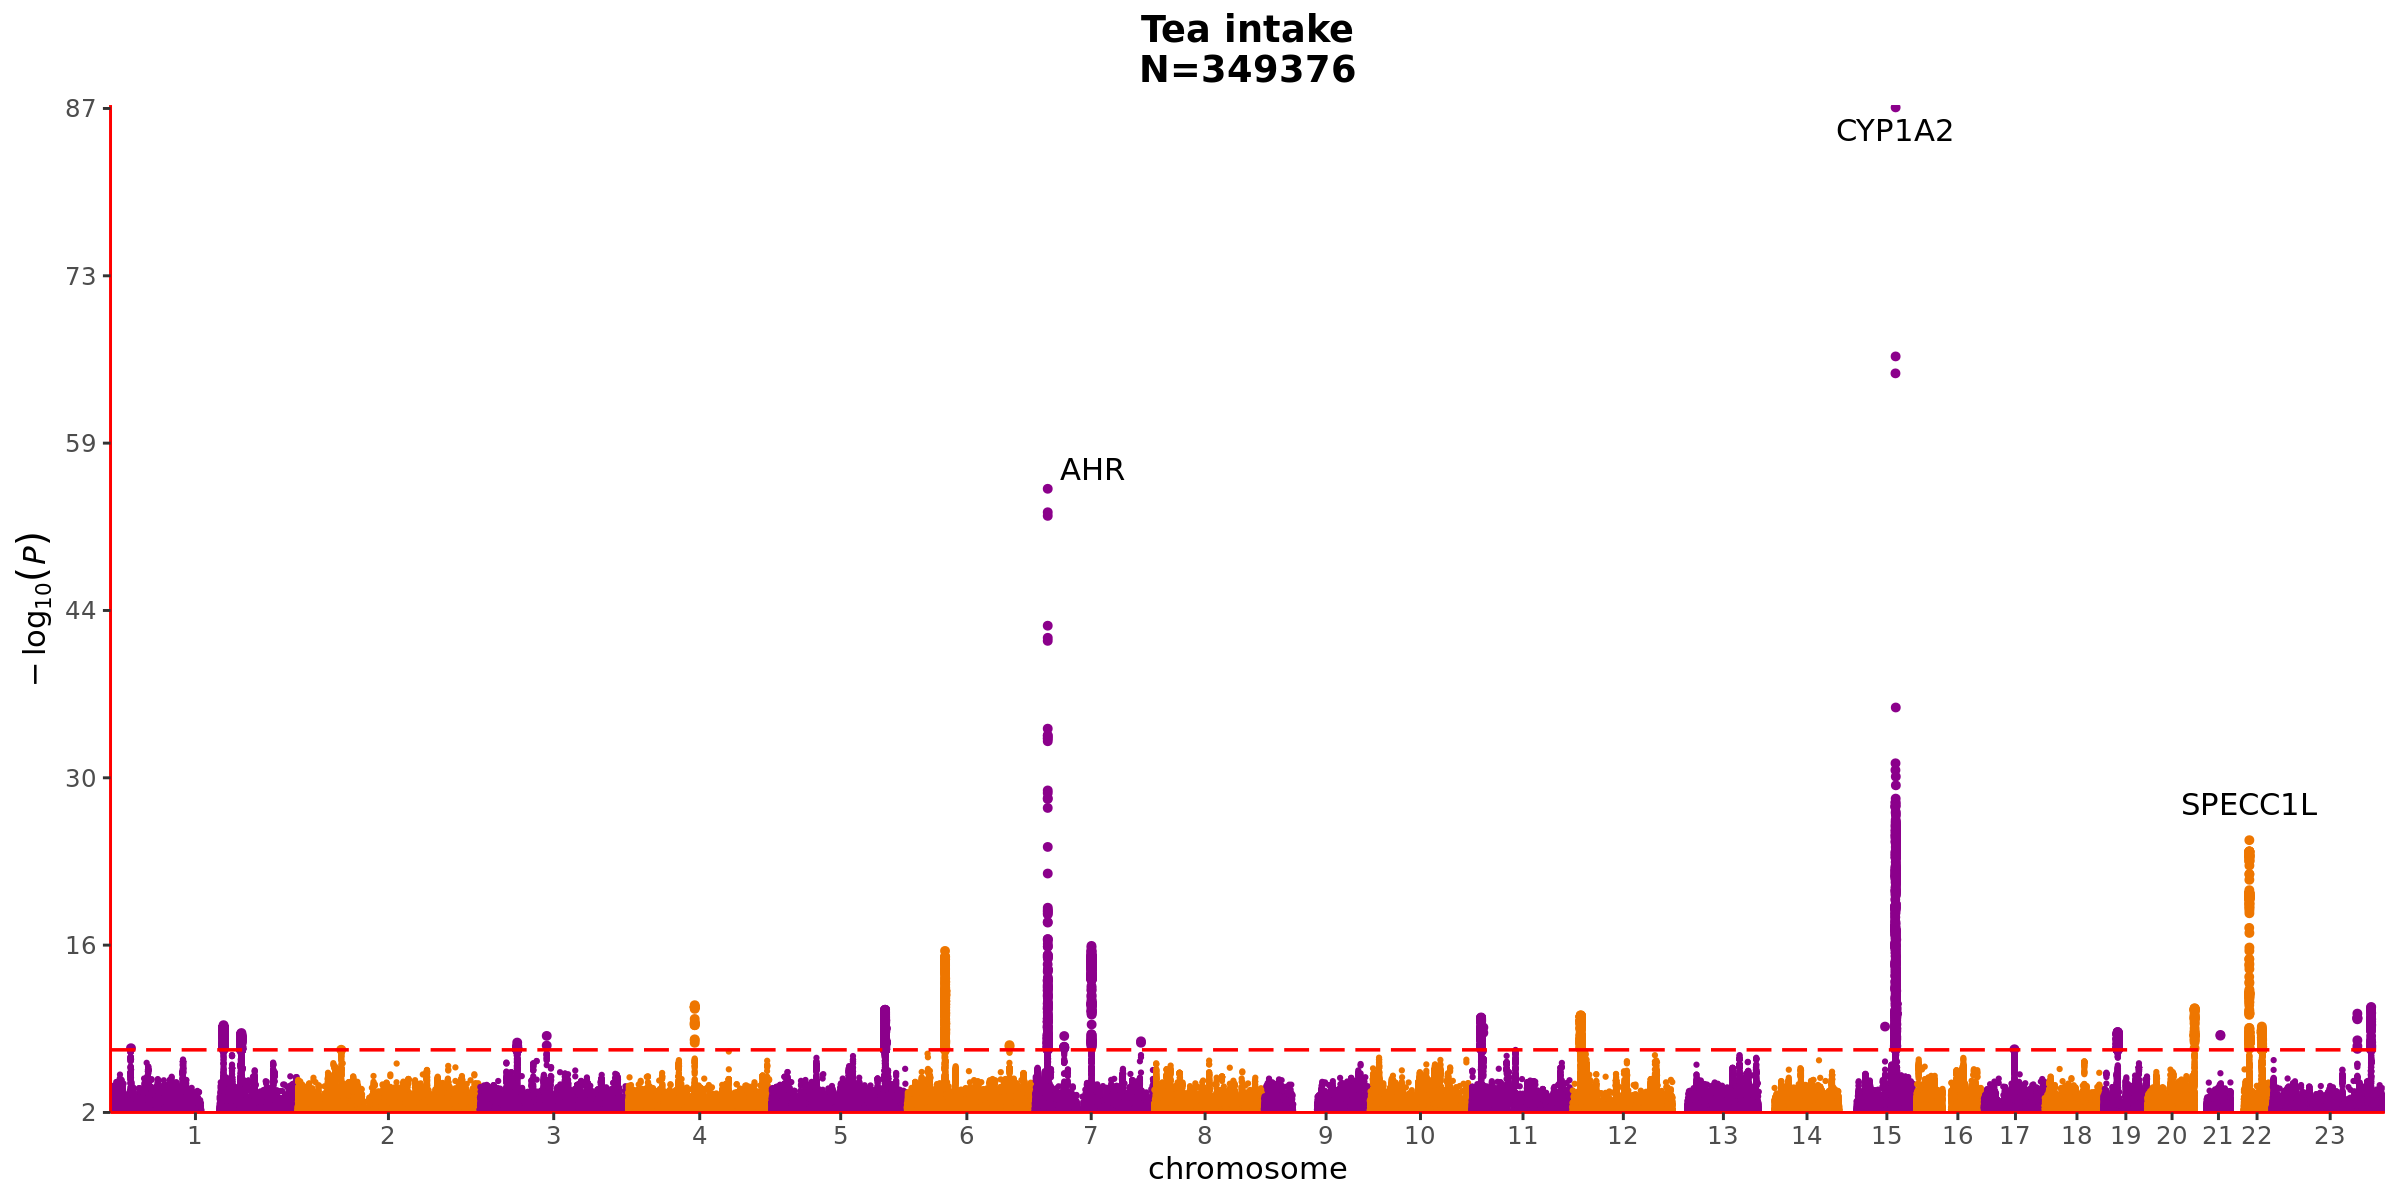 Tea intake
N=349376
87
CYP1A2
73
59
AHR
44
30
SPECC1L
16
2
−log₁₀(P)
1 2 3 4 5 6 7 8 9 10 11 12 13 14 15 16 17 18 19 20 21 22 23
chromosome